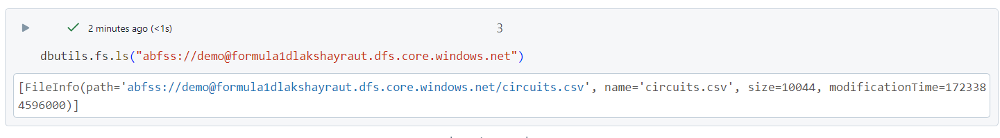 2 minutes ago (<1s)
3
dbutils.fs.ls("abfss://demo@formula1dlakshayraut.dfs.core.windows.net")
[FileInfo(path='abfss://demo@formula1dlakshayraut.dfs.core.windows.net/circuits.csv', name='circuits.csv', size=10044, modificationTime=172338
4596000)]